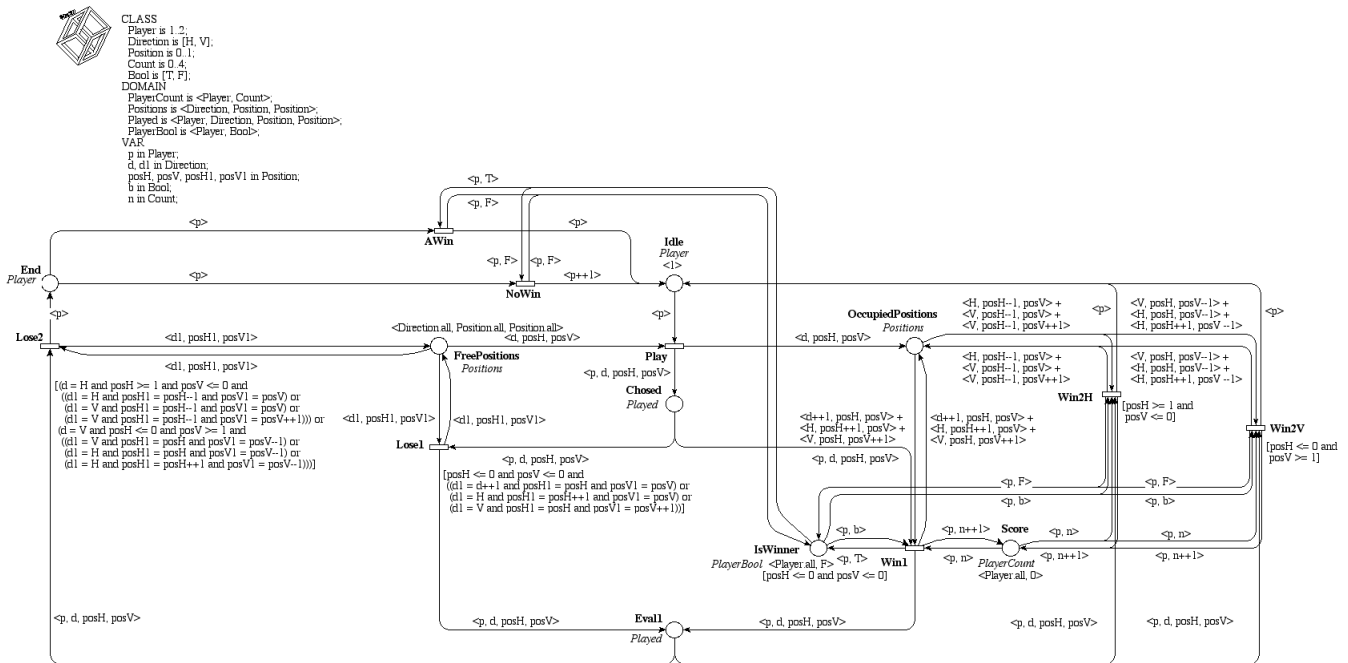 CLASS
Player is 1..2;
Direction is [H, V];
Position is 0..1;
Count is 0..4;
Bool is [T, F];
DOMAIN
PlayerCount is <Player, Count>;
Positions is <Direction, Position, Position>;
Played is <Player, Direction, Position, Position>;
PlayerBool is <Player, Bool>;
VAR
p in Player;
d, d1 in Direction;
posH, posV, posH1, posV1 in Position;
b in Bool;
n in Count;
<p, T>
<p, F>
<p>
<p>
AWin
Idle
Player
<1>
End
Player
<p>
<p, F>
<p, F>
<p++1>
NoWin
<p>
<p>
<p>
<p>
Lose2
<d1, posH1, posV1>
<d1, posH1, posV1>
<Direction.all, Position.all, Position.all>
<d, posH, posV>
FreePositions
Positions
Play
<d, posH, posV>
OccupiedPositions
Positions
<H, posH--1, posV> +
<V, posH--1, posV> +
<V, posH--1, posV++1>
<V, posH, posV--1> +
<H, posH, posV--1> +
<H, posH++1, posV --1>
<H, posH--1, posV> +
<V, posH--1, posV> +
<V, posH--1, posV++1>
<V, posH, posV--1> +
<H, posH, posV--1> +
<H, posH++1, posV --1>
<p, d, posH, posV>
Chosed
Played
Win2H
[posH >= 1 and
posV <= 0]
Win2V
[posH <= 0 and
posV >= 1]
[(d = H and posH >= 1 and posV <= 0 and
((d1 = H and posH1 = posH--1 and posV1 = posV) or
(d1 = V and posH1 = posH--1 and posV1 = posV) or
(d1 = V and posH1 = posH--1 and posV1 = posV++1))) or
(d = V and posH <= 0 and posV >= 1 and
((d1 = V and posH1 = posH and posV1 = posV--1) or
(d1 = H and posH1 = posH and posV1 = posV--1) or
(d1 = H and posH1 = posH++1 and posV1 = posV--1)))]
<d1, posH1, posV1>
<d1, posH1, posV1>
<d++1, posH, posV> +
<H, posH++1, posV> +
<V, posH, posV++1>
<d++1, posH, posV> +
<H, posH++1, posV> +
<V, posH, posV++1>
Lose1
<p, d, posH, posV>
<p, d, posH, posV>
[posH <= 0 and posV <= 0 and
((d1 = d++1 and posH1 = posH and posV1 = posV) or
(d1 = H and posH1 = posH++1 and posV1 = posV) or
(d1 = V and posH1 = posH and posV1 = posV++1))]
<p, F>
<p, F>
<p, b>
<p, b>
<p, b>
<p, n++1>
Score
<p, n>
<p, n>
IsWinner
PlayerBool
<Player.all, F>
<p, T>
Win1
<p, n>
<p, n++1>
<p, n++1>
PlayerCount
<Player.all, 0>
[posH <= 0 and posV <= 0]
<p, d, posH, posV>
<p, d, posH, posV>
Eval1
Played
<p, d, posH, posV>
<p, d, posH, posV>
<p, d, posH, posV>